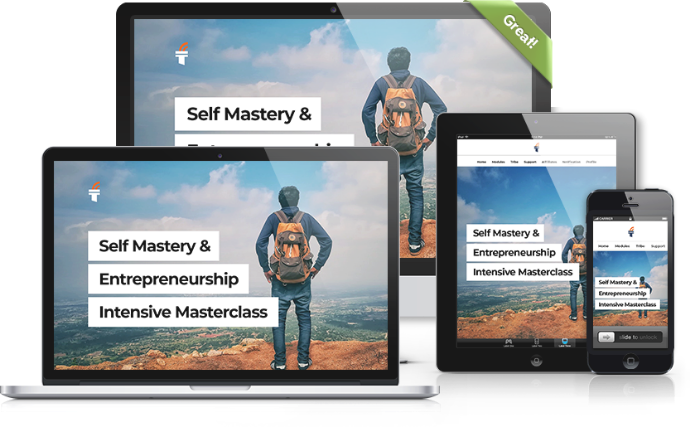 Great!
Self Mastery &
Self Mastery &
Entrepreneurship
Intensive Masterclass
Home Modules Tribe Support
Self Mastery &
Entrepreneurship
Intensive Masterclass
Home Modules Tribe Support
Self Mastery &
Entrepreneurship
Intensive Masterclass
slide to unlock